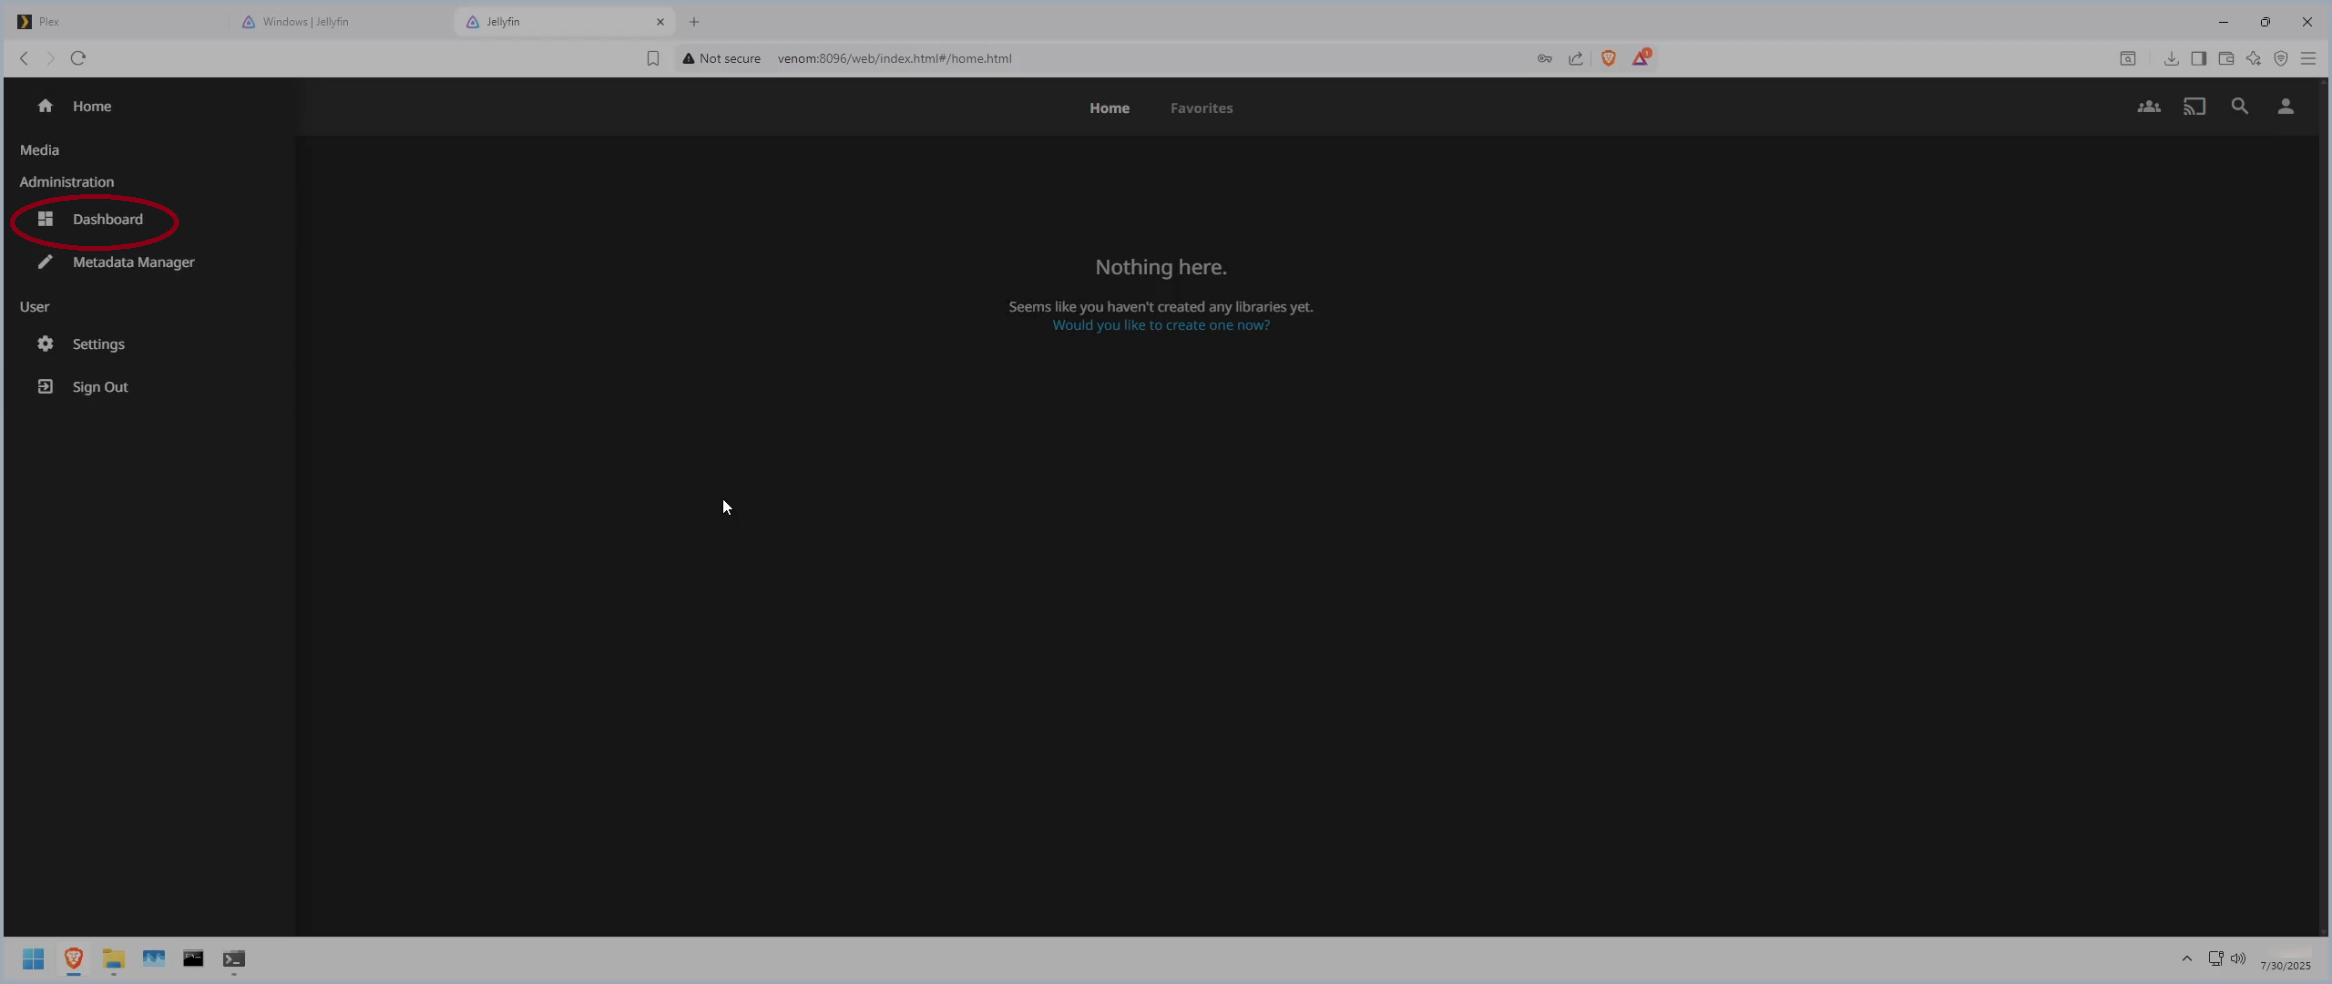 Plex
Windows | Jellyfin
Jellyfin
Not secure venom:8096/web/index.html#/home.html
1
Home
Home Favorites
Media
Administration
Dashboard
Metadata Manager
User
Settings
Sign Out
Nothing here.
Seems like you haven't created any libraries yet.
Would you like to create one now?
7/30/2025